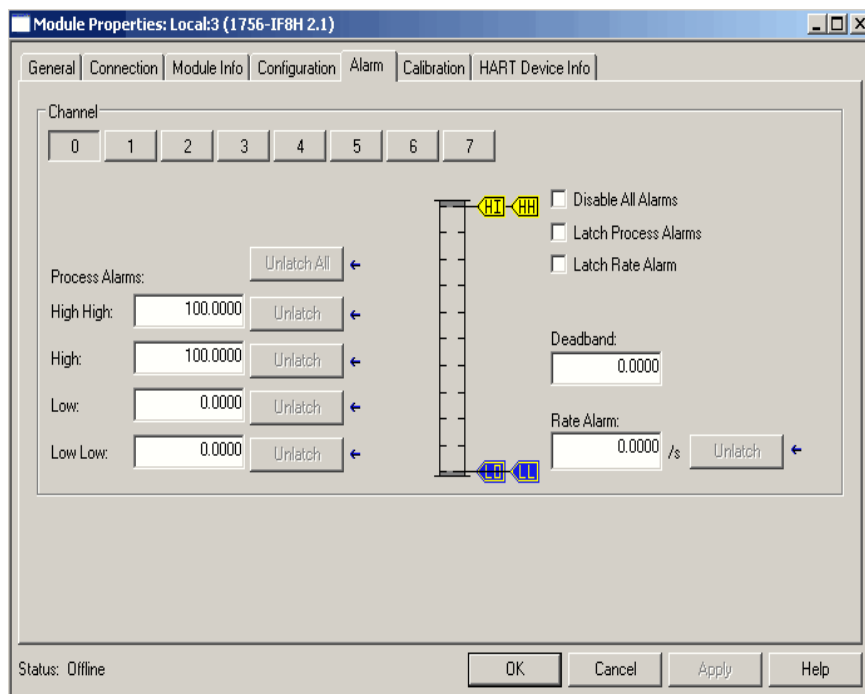 Module Properties: Local:3 (1756-IF8H 2.1)
General Connection Module Info Configuration Alarm Calibration HART Device Info
Channel
0 1 2 3 4 5 6 7
HI HH
Disable All Alarms
Latch Process Alarms
Latch Rate Alarm
Process Alarms:
Unlatch All
High High: 100.0000 Unlatch
High: 100.0000 Unlatch
Low: 0.0000 Unlatch
Low Low: 0.0000 Unlatch
Deadband:
0.0000
Rate Alarm:
0.0000 /s Unlatch
LO LL
Status: Offline
OK Cancel Apply Help